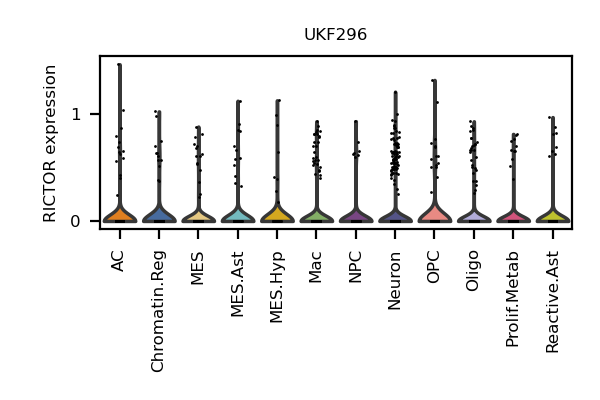 UKF296
RICTOR expression
1
0
AC
Chromatin.Reg
MES
MES.Ast
MES.Hyp
Mac
NPC
Neuron
OPC
Oligo
Prolif.Metab
Reactive.Ast